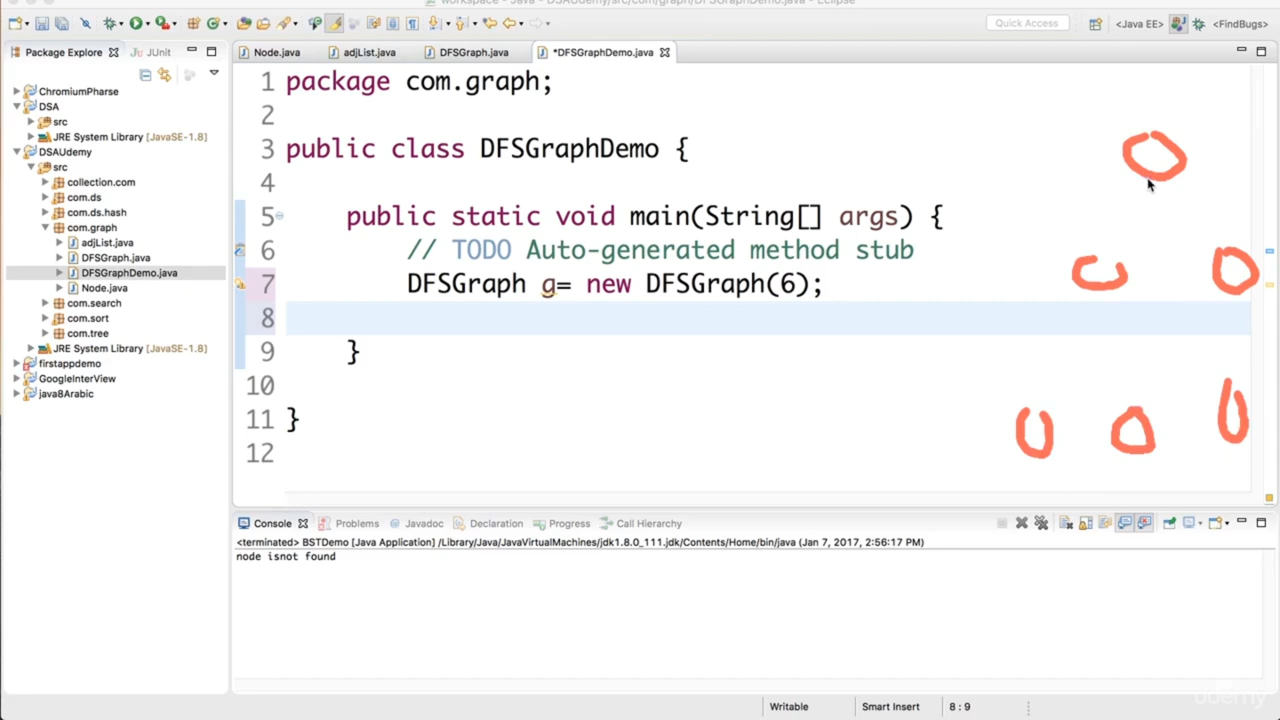 workspace - Java - DSAUdemy/src/com/graph/DFSGraphDemo.java - Eclipse
Quick Access
<Java EE>
<FindBugs>
Package Explorer
JUnit
ChromiumPharse
DSA
src
JRE System Library [JavaSE-1.8]
DSAUdemy
src
collection.com
com.ds
com.ds.hash
com.graph
adjList.java
DFSGraph.java
DFSGraphDemo.java
Node.java
com.search
com.sort
com.tree
JRE System Library [JavaSE-1.8]
firstappdemo
GoogleInterView
java8Arabic
Node.java
adjList.java
DFSGraph.java
*DFSGraphDemo.java
1 package com.graph;
2
3 public class DFSGraphDemo {
4
5 public static void main(String[] args) {
6 // TODO Auto-generated method stub
7 DFSGraph g= new DFSGraph(6);
8
9 }
10
11 }
12
Console
Problems
Javadoc
Declaration
Progress
Call Hierarchy
<terminated> BSTDemo [Java Application] /Library/Java/JavaVirtualMachines/jdk1.8.0_111.jdk/Contents/Home/bin/java (Jan 7, 2017, 2:56:17 PM)
node isnot found
Writable
Smart Insert
8 : 9
udemy